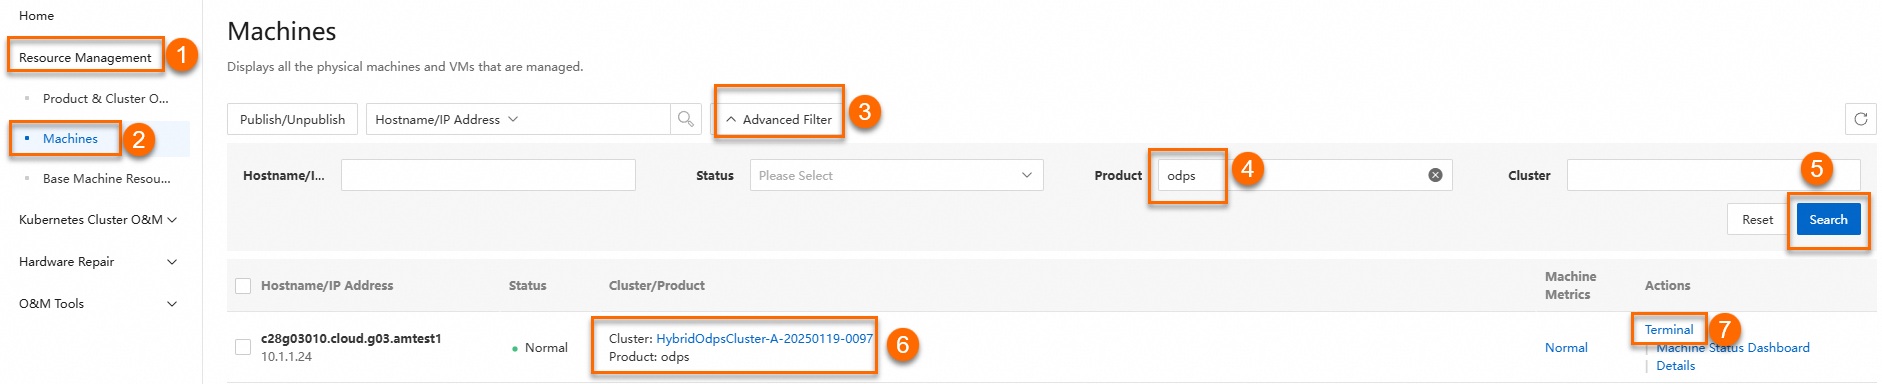 Home
Resource Management
1
Product & Cluster O...
Machines
2
Base Machine Resou...
Kubernetes Cluster O&M
Hardware Repair
O&M Tools
Machines
Displays all the physical machines and VMs that are managed.
Publish/Unpublish
Hostname/IP Address
Advanced Filter
3
Hostname/I...
Status
Please Select
Product
odps
4
Cluster
5
Reset
Search
Hostname/IP Address
Status
Cluster/Product
Machine
Metrics
Actions
c28g03010.cloud.g03.amtest1
10.1.1.24
Normal
Cluster: HybridOdpsCluster-A-20250119-0097
Product: odps
6
Normal
Terminal
7
| Machine Status Dashboard
| Details